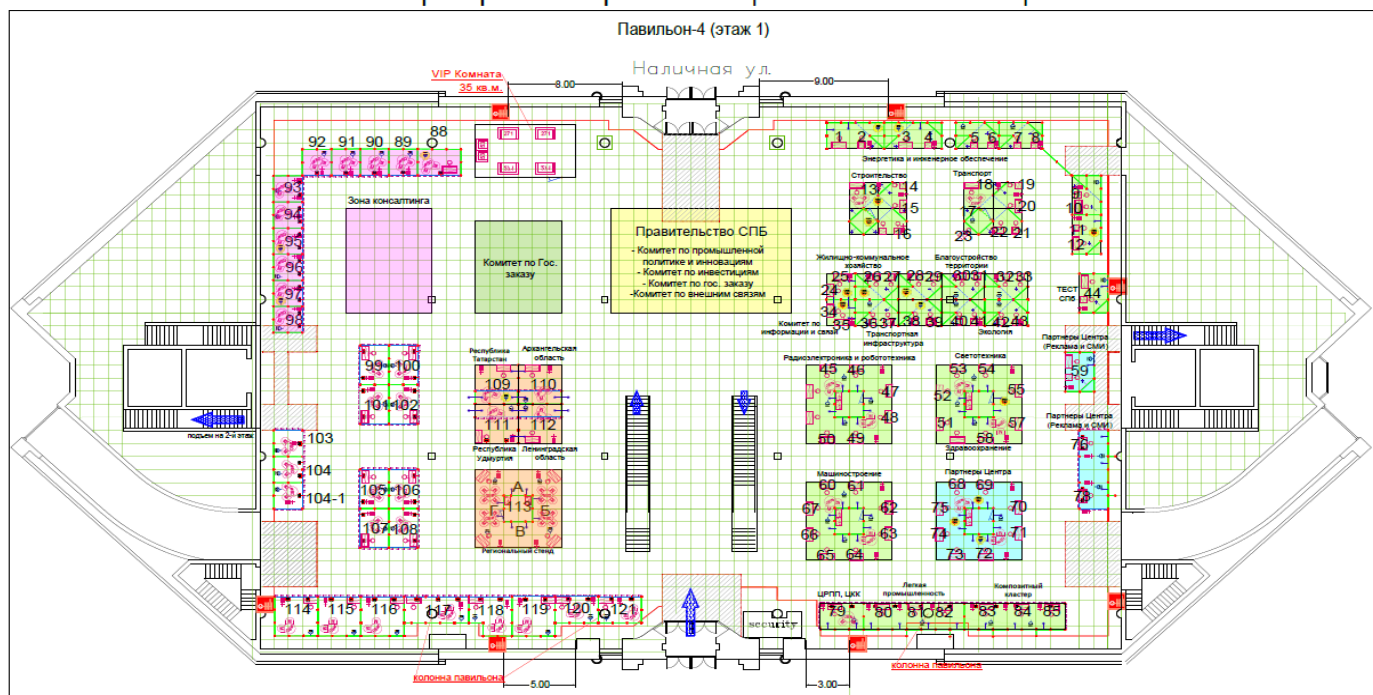 Павильон-4 (этаж 1)
Наличная ул.
VIP Комната
35 кв.м.
8.00
9.00
92 91 90 89 88
1 2 3 4 5 6 7 8
Энергетика и инженерное обеспечение
Строительство
Транспорт
13 14
15
16
18 19
17 20
23 22 21
10
11
12
93
94
95
96
97
98
Зона консалтинга
Комитет по Гос.
заказу
Правительство СПБ
- Комитет по промышленной
политике и инновациям
- Комитет по инвестициям
- Комитет по гос. заказу
-Комитет по внешним связям
Жилищно-коммунальное
хозяйство
Благоустройство
территории
25 26 27 28 29 30 31 32 33
24
34
35 36 37 38 39 40 41 42 43
ТЕСТ
СПб
44
Комитет по
информации и связи
Транспортная
инфраструктура
Экология
Партнеры Центра
(Реклама и СМИ)
59
99 100
101 102
Республика
Татарстан
Архангельская
область
109 110
111 112
Республика
Удмуртия
Ленинградская
область
Радиоэлектроника и робототехника
45 46
47
48
50 49
Светотехника
53 54
52 55
51 57
58
Здравоохранение
Партнеры Центра
(Реклама и СМИ)
76
78
подъем на 2-й этаж
103
104
104-1
105 106
107 108
А
Г 113 Б
В
Региональный стенд
Машиностроение
60 61
67 62
66 63
65 64
Партнеры Центра
68 69
75 70
74 71
73 72
114 115 116 117 118 119 120 121
ЦРПП, ЦКК
Легкая
промышленность
Композитный
кластер
79 80 81 82 83 84 85
security
колонна павильона
колонна павильона
5.00
3.00